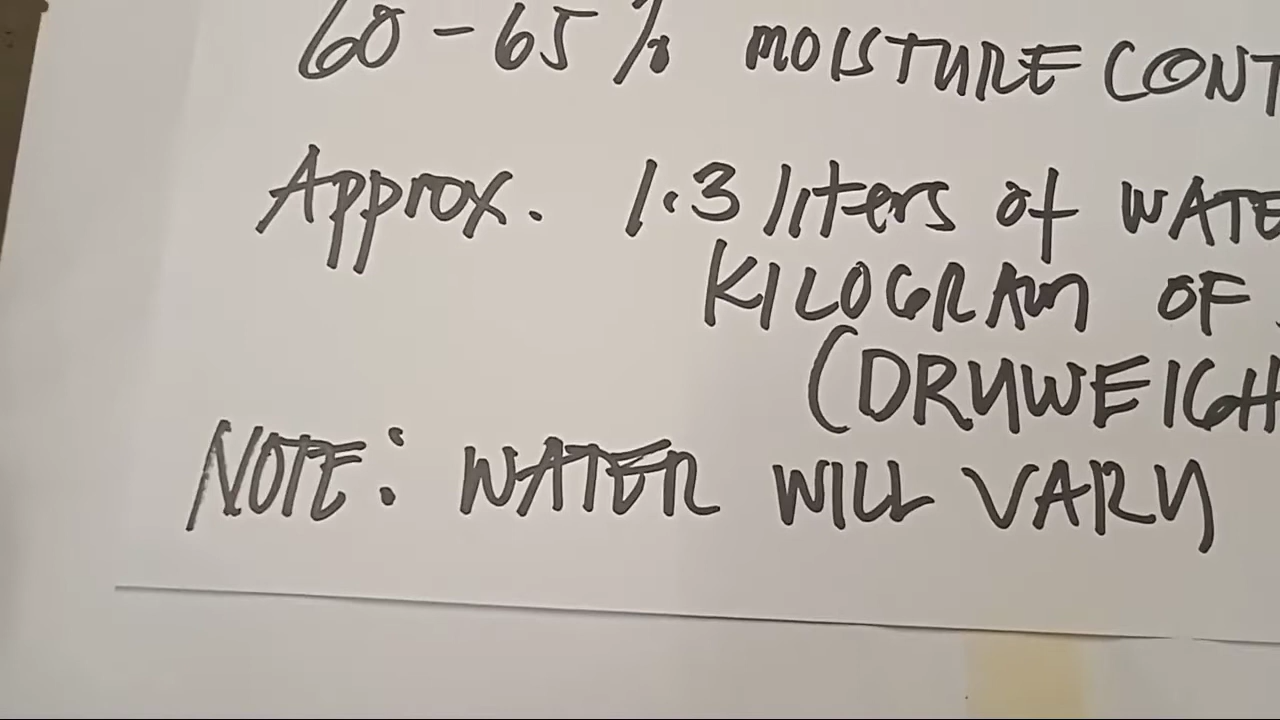 60-65% MOISTURE CONT
Approx. 1.3 liters of WATE
KILOGRAM OF
(DRYWEIGH
NOTE: WATER WILL VARY